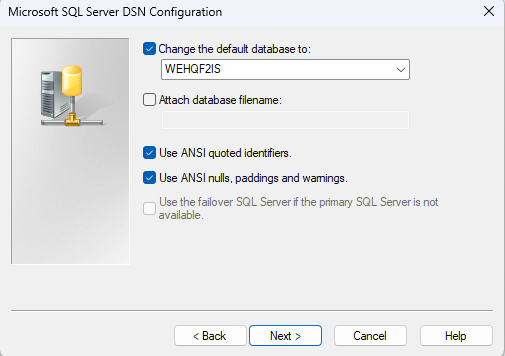 Microsoft SQL Server DSN Configuration
Change the default database to:
WEHQF2IS
Attach database filename:
Use ANSI quoted identifiers.
Use ANSI nulls, paddings and warnings.
Use the failover SQL Server if the primary SQL Server is not
available.
< Back Next > Cancel Help